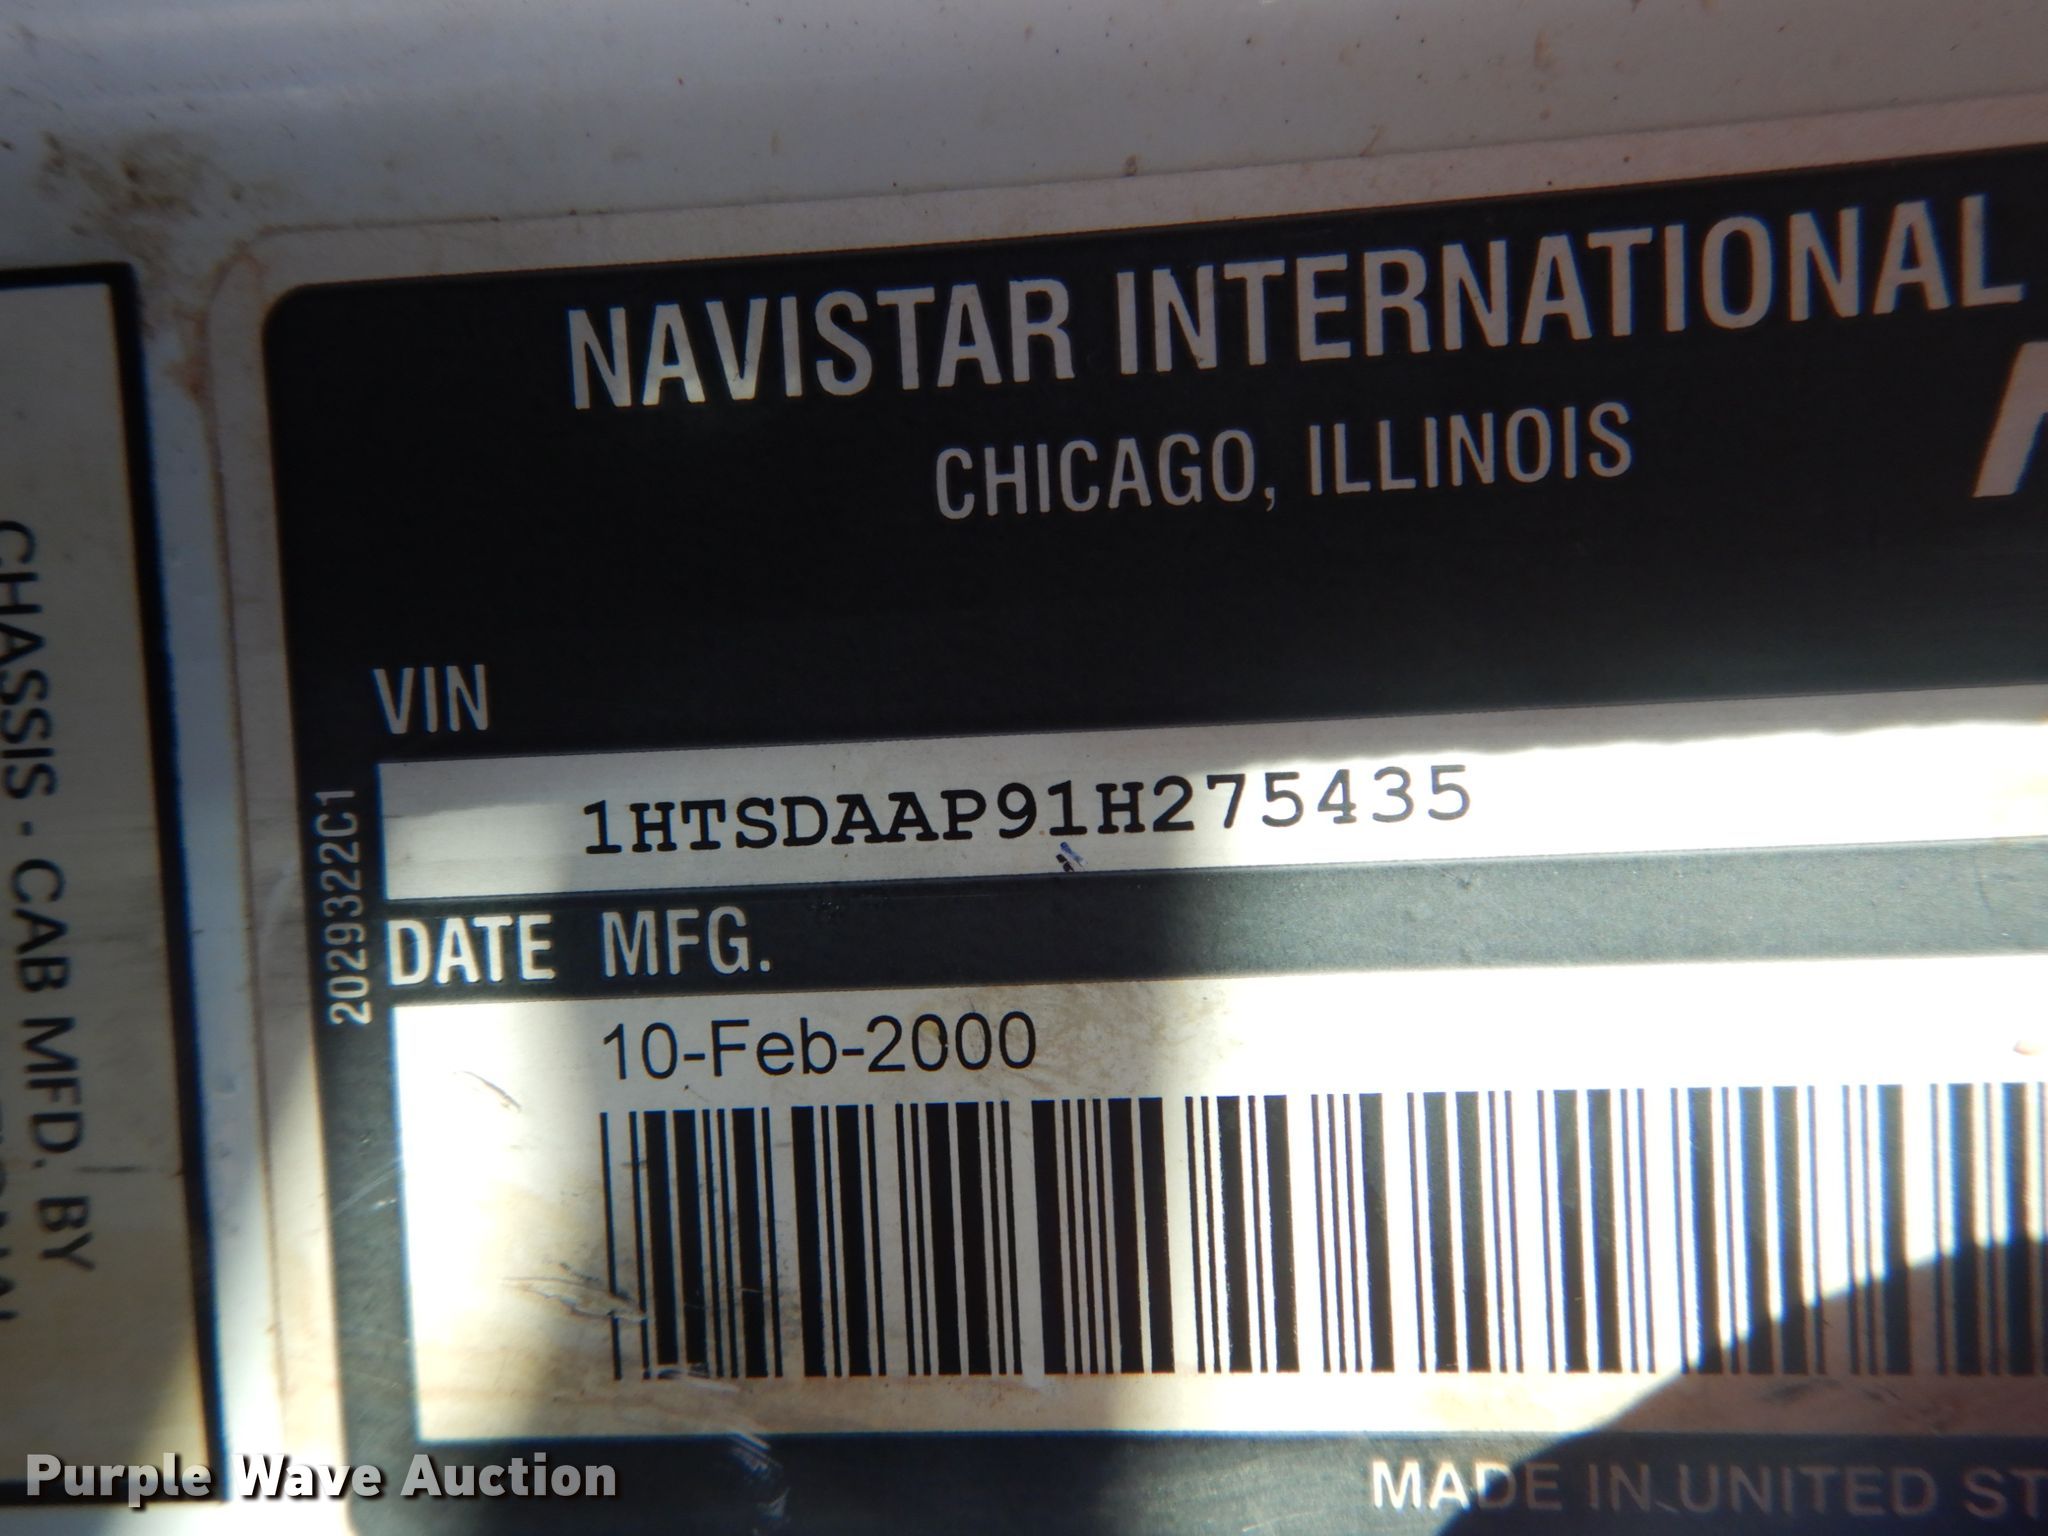 NAVISTAR INTERNATIONAL
CHICAGO, ILLINOIS
VIN
1HTSDAAP91H275435
2029322C1
DATE MFG.
10-Feb-2000
MADE IN UNITED ST
CHASSIS - CAB MFD. BY
Purple Wave Auction